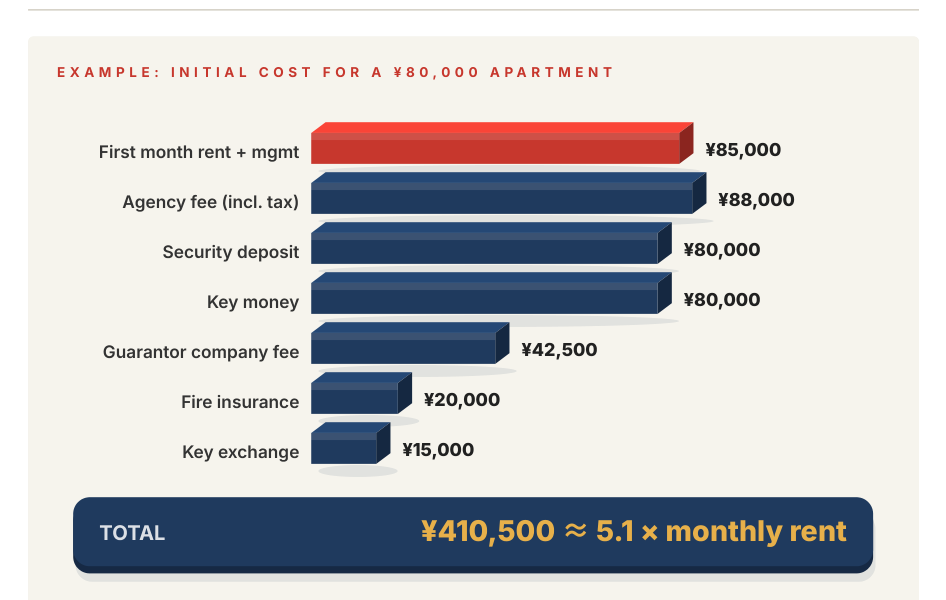 EXAMPLE: INITIAL COST FOR A ¥80,000 APARTMENT
First month rent + mgmt ¥85,000
Agency fee (incl. tax) ¥88,000
Security deposit ¥80,000
Key money ¥80,000
Guarantor company fee ¥42,500
Fire insurance ¥20,000
Key exchange ¥15,000
TOTAL ¥410,500 ≈ 5.1 × monthly rent